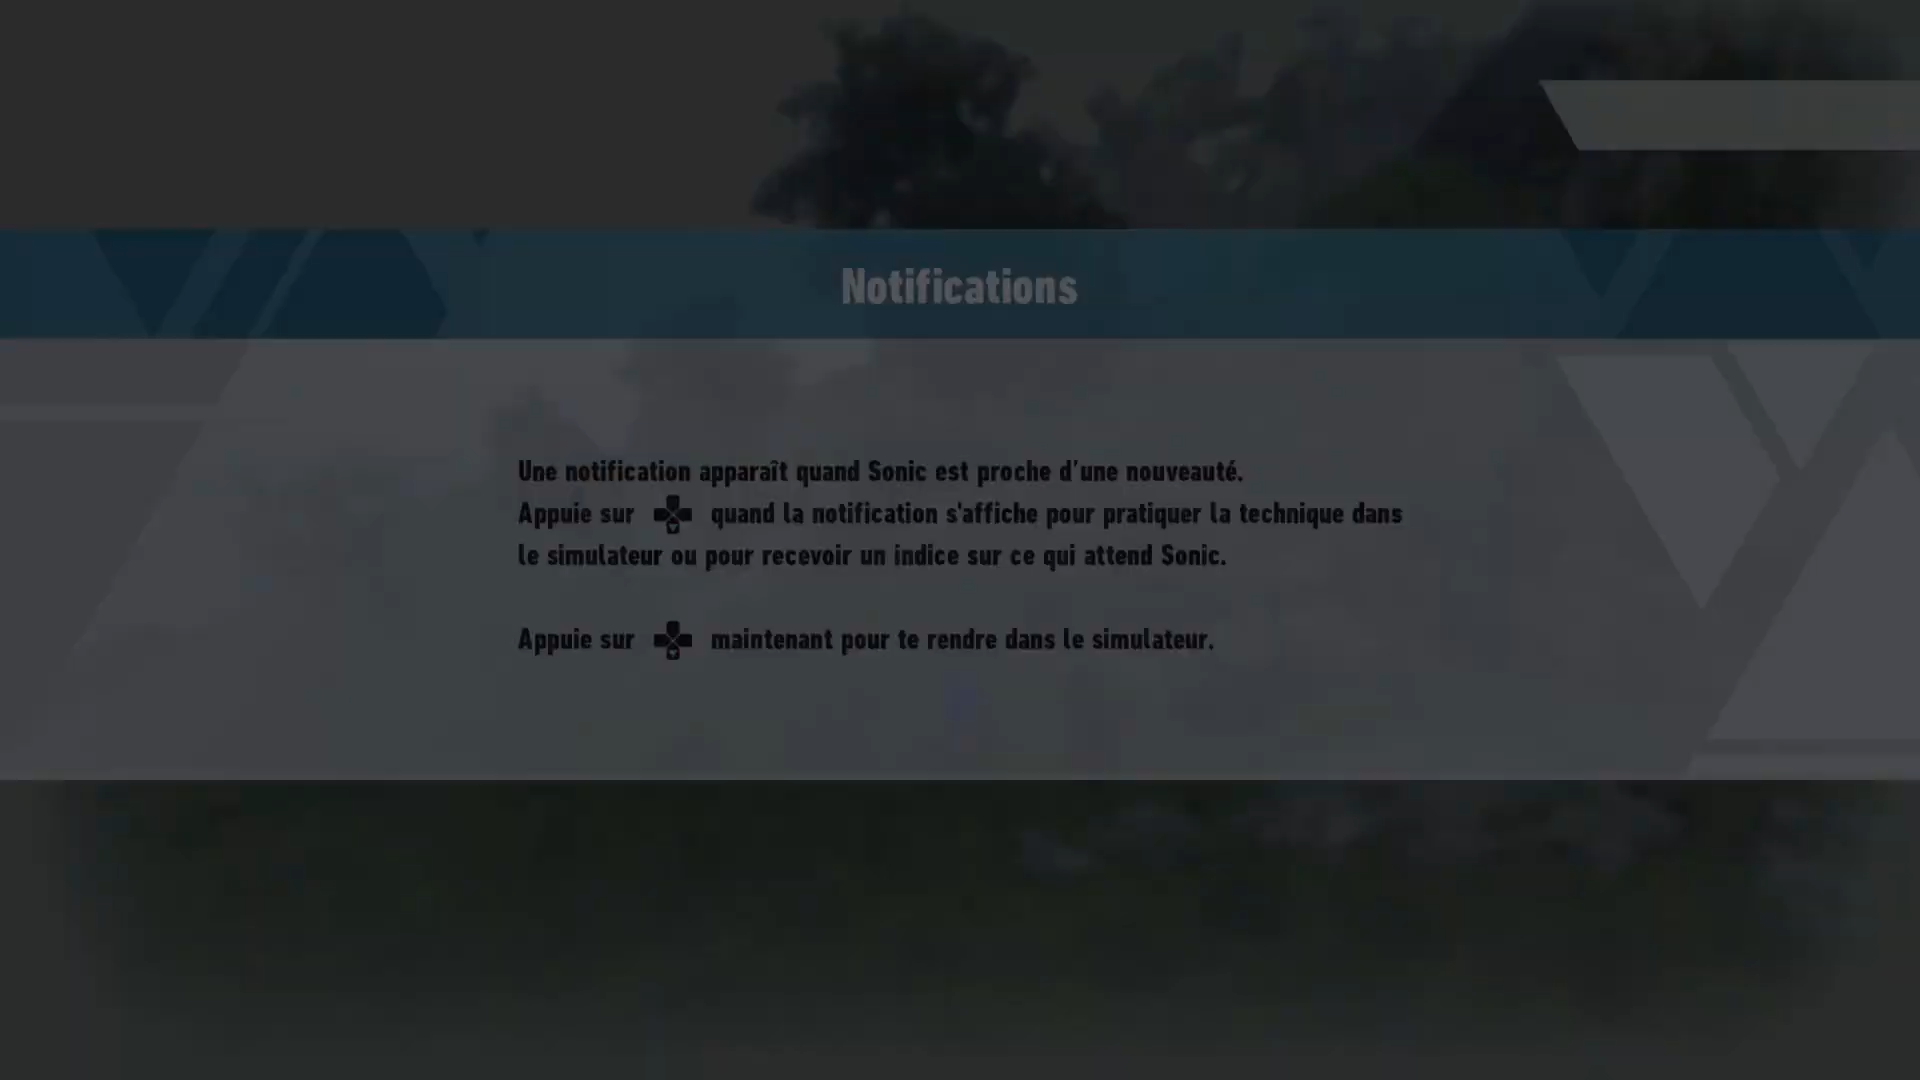 Notifications
Une notification apparaît quand Sonic est proche d'une nouveauté.
Appuie sur quand la notification s'affiche pour pratiquer la technique dans
le simulateur ou pour recevoir un indice sur ce qui attend Sonic.
Appuie sur maintenant pour te rendre dans le simulateur.